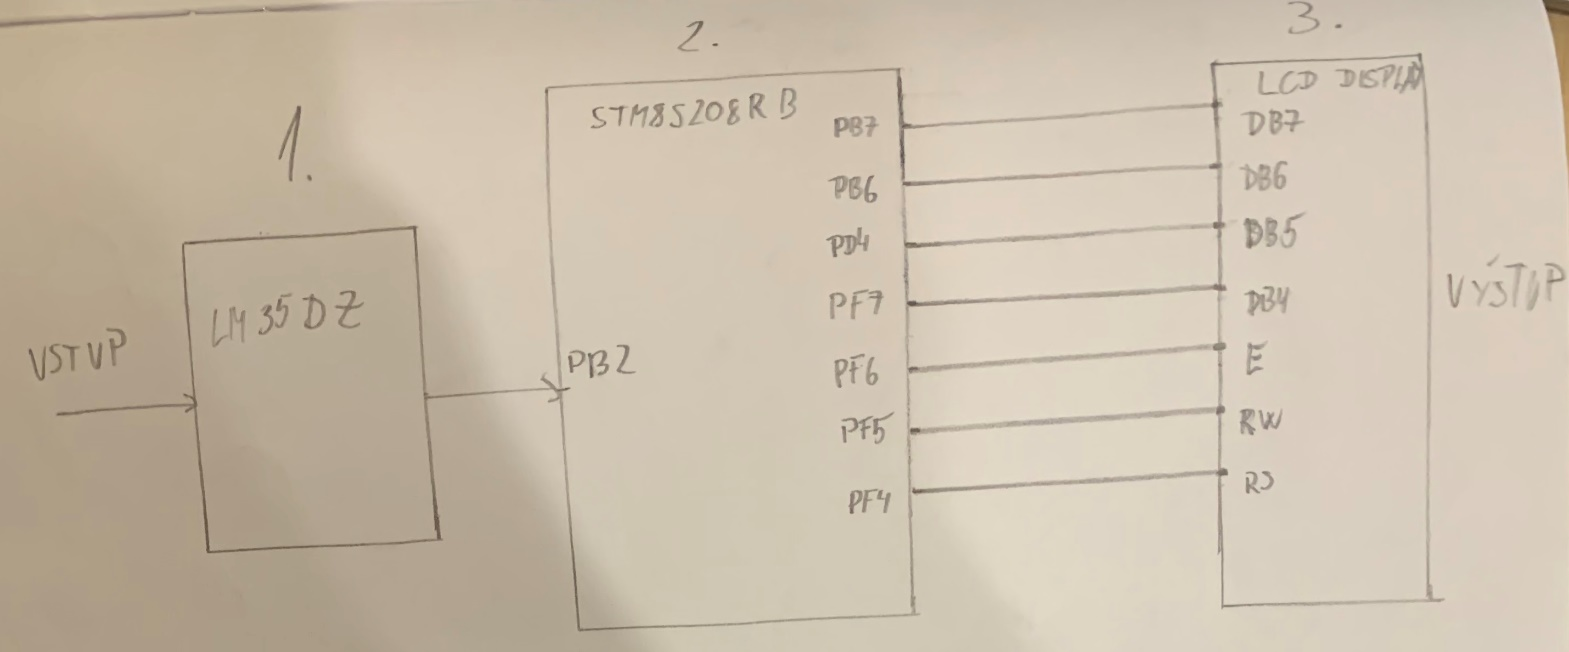 1.
VSTUP
LM35DZ
2.
STM8S208RB
PB2
PB7
PB6
PD4
PF7
PF6
PF5
PF4
3.
LCD DISPLAY
DB7
DB6
DB5
DB4
E
RW
RS
VÝSTUP